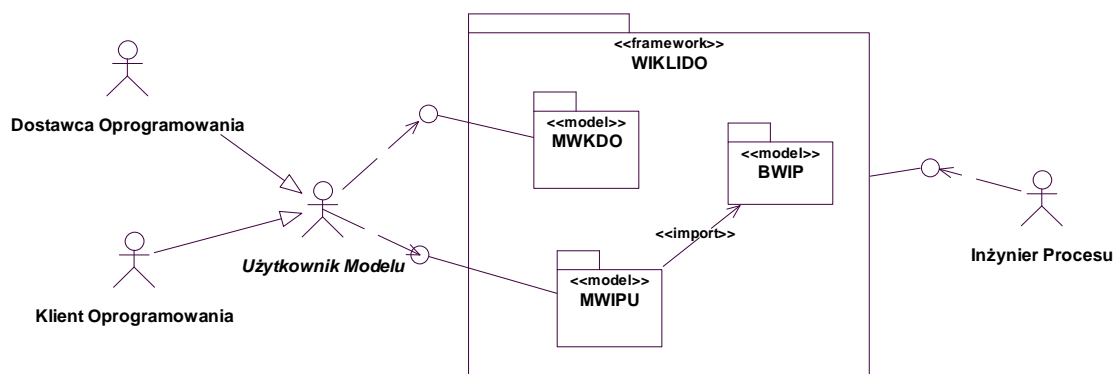 <<framework>>
WIKLIDO
Dostawca Oprogramowania
<<model>>
MWKDO
<<model>>
BWIP
<<import>>
Użytkownik Modelu
Inżynier Procesu
<<model>>
MWIPU
Klient Oprogramowania